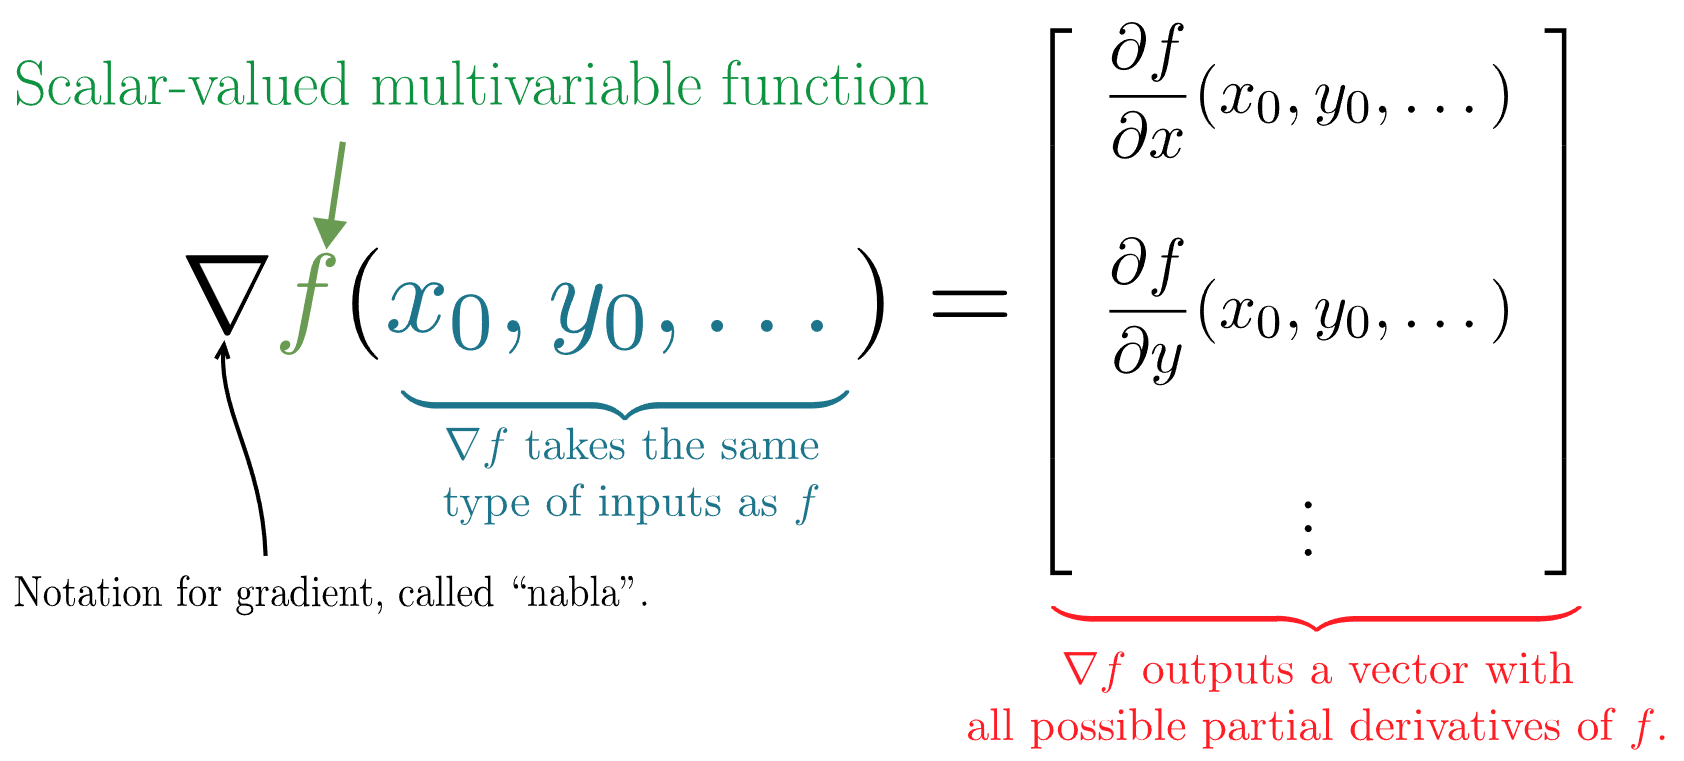 Scalar-valued multivariable function
∇f(x₀, y₀, …) =
∂f/∂x (x₀, y₀, …)
∂f/∂y (x₀, y₀, …)
⋮
∇f takes the same
type of inputs as f
Notation for gradient, called “nabla”.
∇f outputs a vector with
all possible partial derivatives of f.